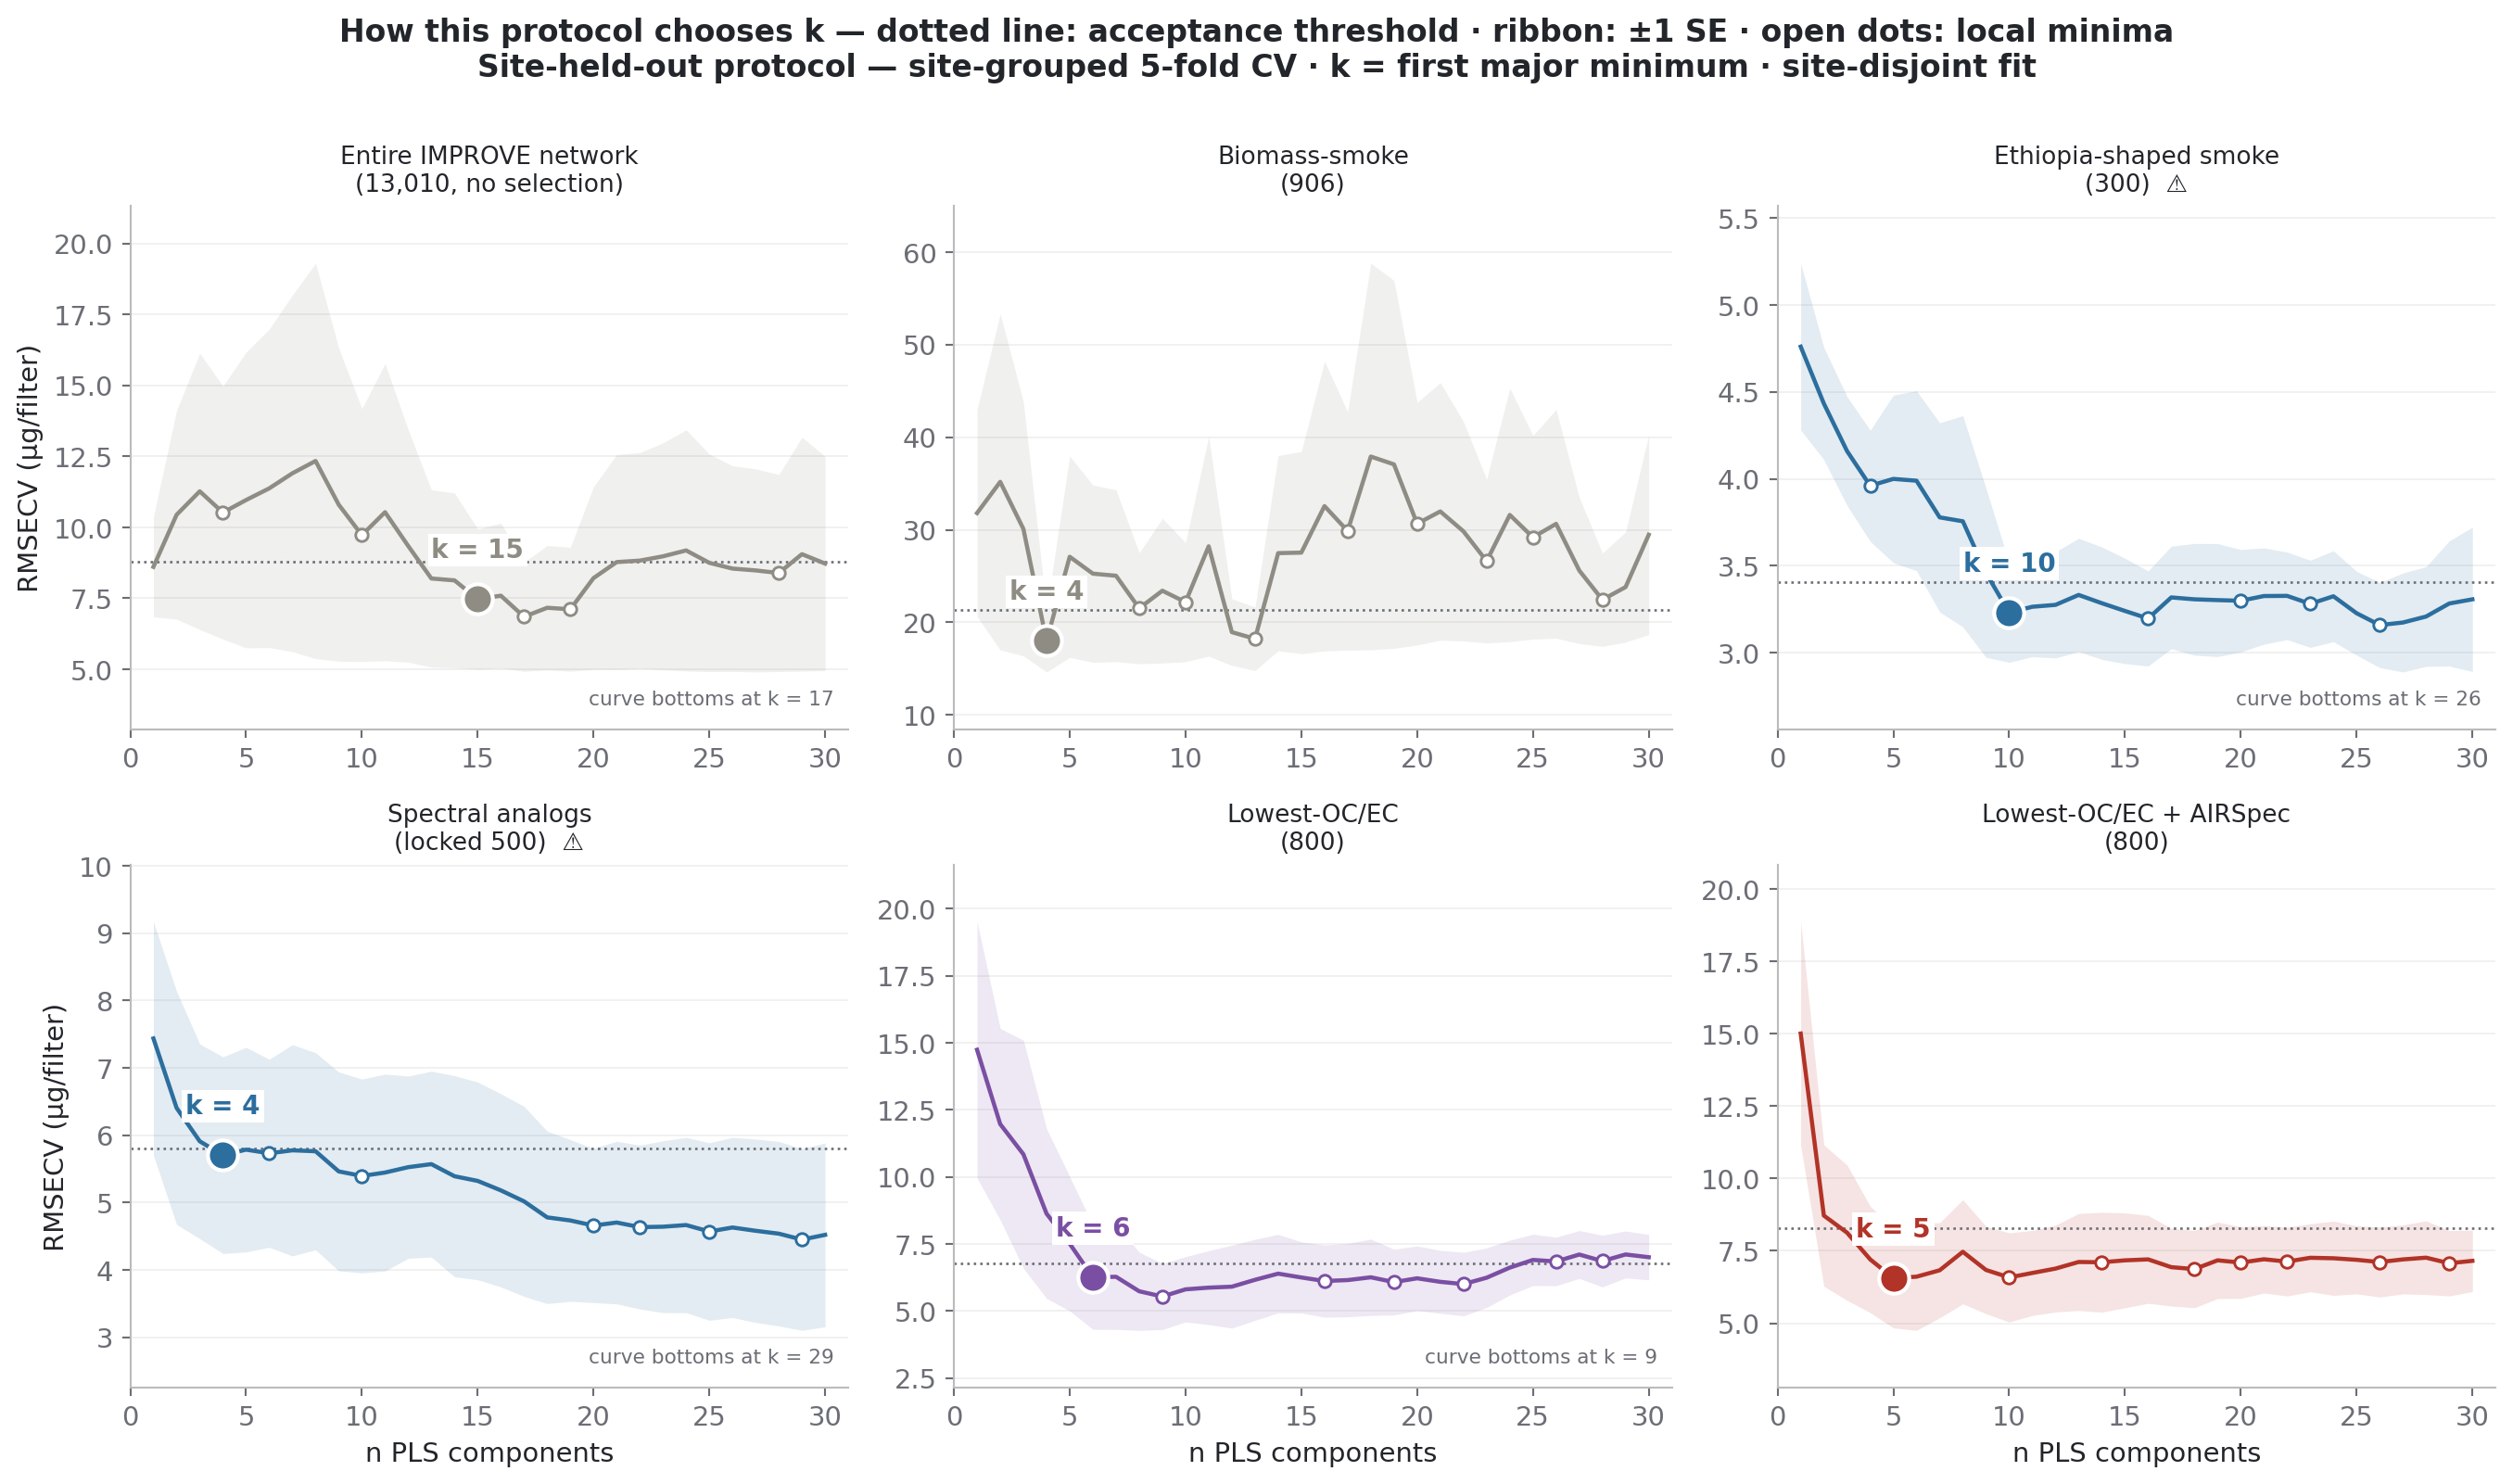 How this protocol chooses k — dotted line: acceptance threshold · ribbon: ±1 SE · open dots: local minima
Site-held-out protocol — site-grouped 5-fold CV · k = first major minimum · site-disjoint fit
Entire IMPROVE network
(13,010, no selection)
RMSECV (µg/filter)
20.0
17.5
15.0
12.5
10.0
7.5
5.0
k = 15
curve bottoms at k = 17
0 5 10 15 20 25 30
Biomass-smoke
(906)
60
50
40
30
20
10
k = 4
0 5 10 15 20 25 30
Ethiopia-shaped smoke
(300) ⚠
5.5
5.0
4.5
4.0
3.5
3.0
k = 10
curve bottoms at k = 26
0 5 10 15 20 25 30
Spectral analogs
(locked 500) ⚠
RMSECV (µg/filter)
10
9
8
7
6
5
4
3
k = 4
curve bottoms at k = 29
0 5 10 15 20 25 30
n PLS components
Lowest-OC/EC
(800)
20.0
17.5
15.0
12.5
10.0
7.5
5.0
2.5
k = 6
curve bottoms at k = 9
0 5 10 15 20 25 30
n PLS components
Lowest-OC/EC + AIRSpec
(800)
20.0
17.5
15.0
12.5
10.0
7.5
5.0
k = 5
0 5 10 15 20 25 30
n PLS components